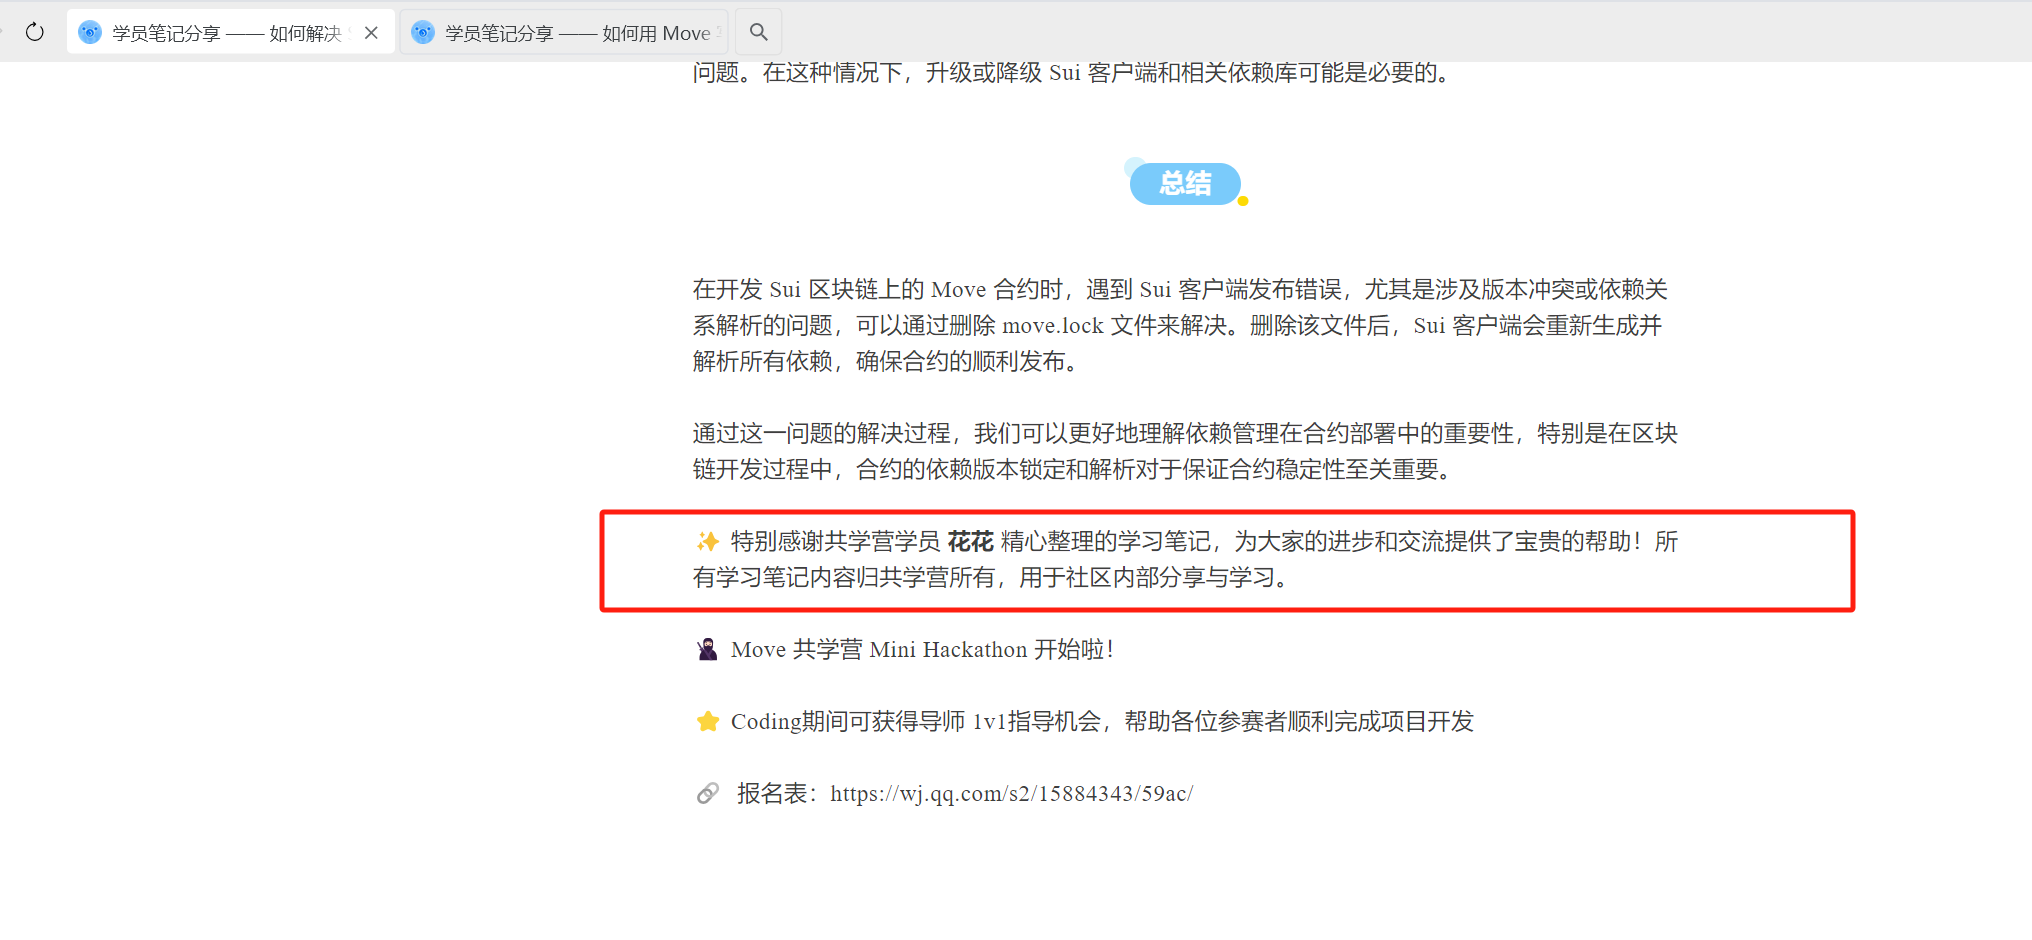 学员笔记分享 —— 如何解决
学员笔记分享 —— 如何用 Move
问题。在这种情况下，升级或降级 Sui 客户端和相关依赖库可能是必要的。
总结
在开发 Sui 区块链上的 Move 合约时，遇到 Sui 客户端发布错误，尤其是涉及版本冲突或依赖关
系解析的问题，可以通过删除 move.lock 文件来解决。删除该文件后，Sui 客户端会重新生成并
解析所有依赖，确保合约的顺利发布。
通过这一问题的解决过程，我们可以更好地理解依赖管理在合约部署中的重要性，特别是在区块
链开发过程中，合约的依赖版本锁定和解析对于保证合约稳定性至关重要。
✨ 特别感谢共学营学员 花花 精心整理的学习笔记，为大家的进步和交流提供了宝贵的帮助！所
有学习笔记内容归共学营所有，用于社区内部分享与学习。
🥷 Move 共学营 Mini Hackathon 开始啦！
⭐ Coding期间可获得导师 1v1指导机会，帮助各位参赛者顺利完成项目开发
🔗 报名表：https://wj.qq.com/s2/15884343/59ac/